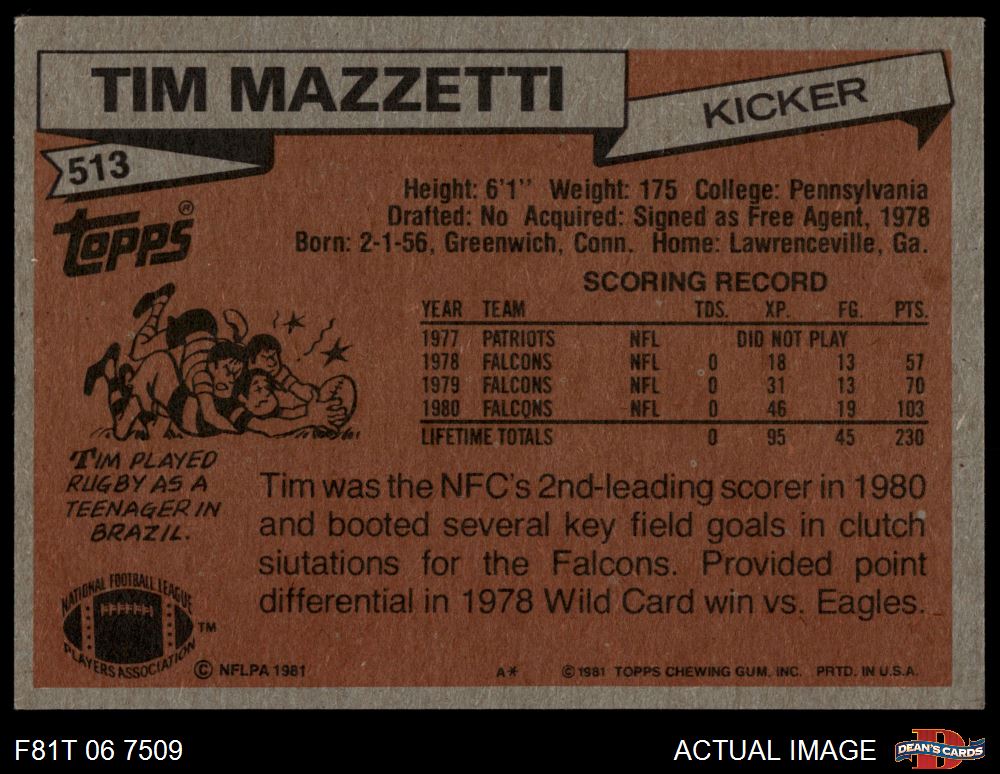 TIM MAZZETTI
KICKER
513
topps®
Height: 6'1" Weight: 175 College: Pennsylvania
Drafted: No Acquired: Signed as Free Agent, 1978
Born: 2-1-56, Greenwich, Conn. Home: Lawrenceville, Ga.
SCORING RECORD
YEAR TEAM TDS. XP. FG. PTS.
1977 PATRIOTS NFL DID NOT PLAY
1978 FALCONS NFL 0 18 13 57
1979 FALCONS NFL 0 31 13 70
1980 FALCONS NFL 0 46 19 103
LIFETIME TOTALS 0 95 45 230
TIM PLAYED
RUGBY AS A
TEENAGER IN
BRAZIL.
Tim was the NFC's 2nd-leading scorer in 1980
and booted several key field goals in clutch
siutations for the Falcons. Provided point
differential in 1978 Wild Card win vs. Eagles.
NATIONAL FOOTBALL LEAGUE
PLAYERS ASSOCIATION
TM
© NFLPA 1981
A*
© 1981 TOPPS CHEWING GUM, INC. PRTD. IN U.S.A.
F81T 06 7509
ACTUAL IMAGE
DEAN'S CARDS